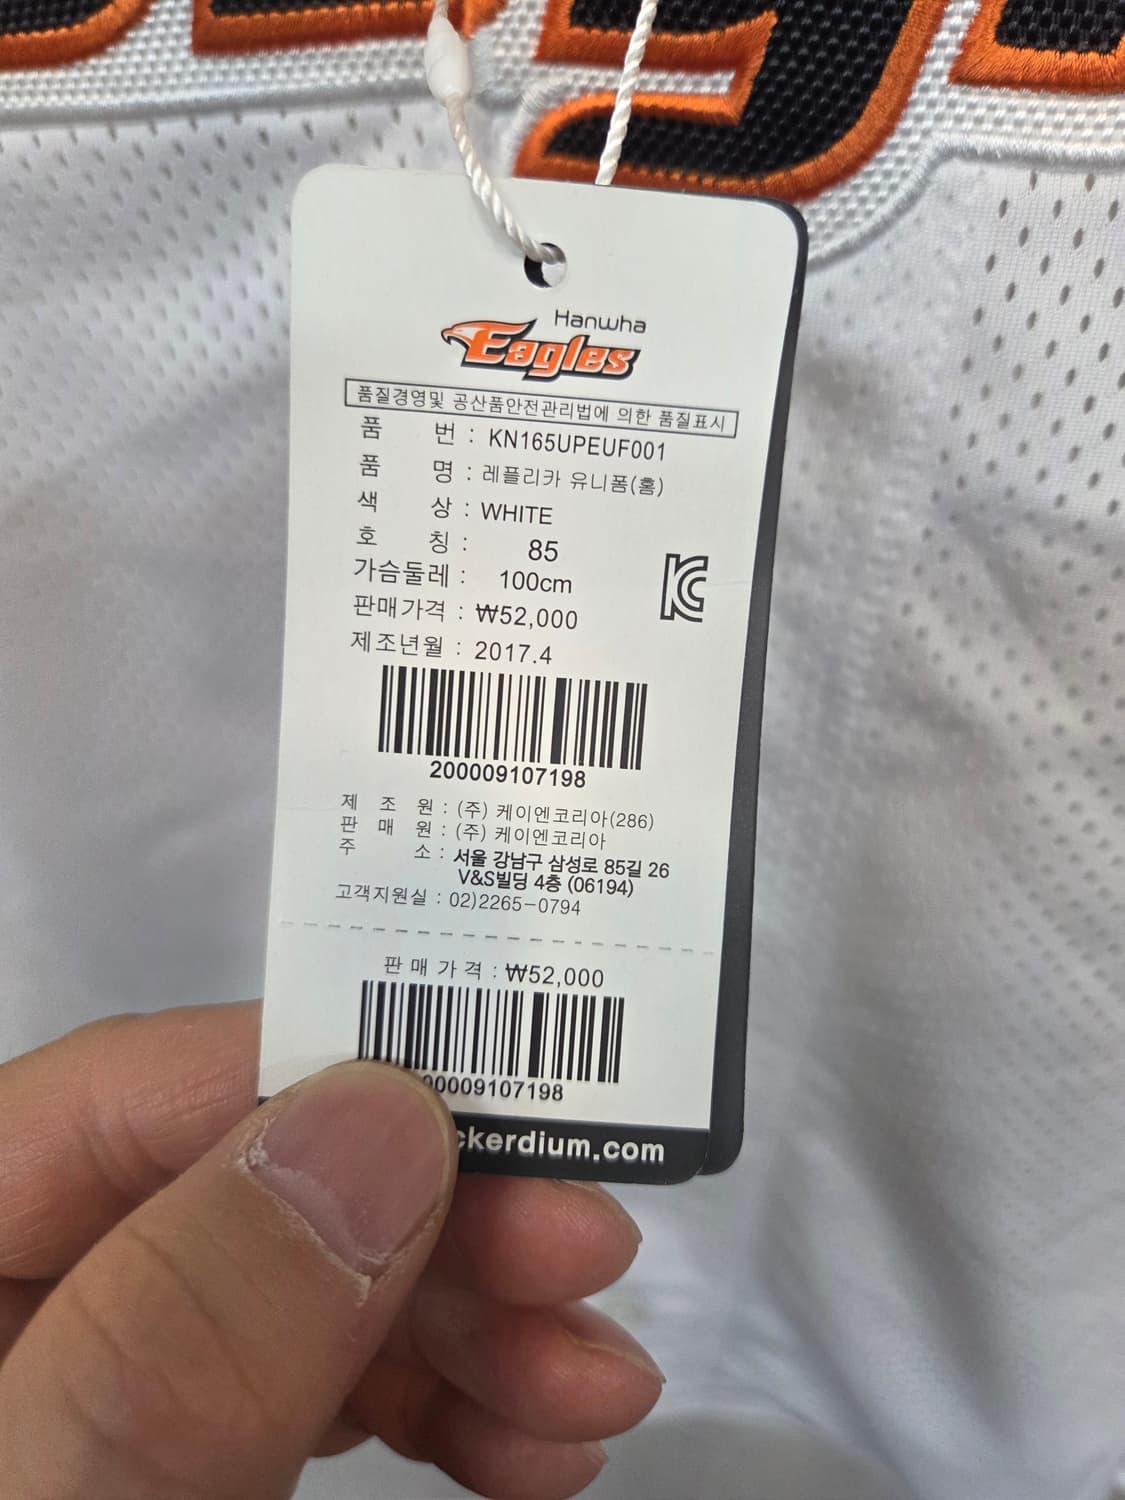 Hanwha
Eagles
품질경영및 공산품안전관리법에 의한 품질표시
품 번 : KN165UPEUF001
품 명 : 레플리카 유니폼(홈)
색 상 : WHITE
호 칭 : 85
가슴둘레 : 100cm
판매가격 : ₩52,000
제조년월 : 2017.4
200009107198
제 조 원 : (주) 케이엔코리아(286)
판 매 원 : (주) 케이엔코리아
주 소 : 서울 강남구 삼성로 85길 26
V&S빌딩 4층 (06194)
고객지원실 : 02)2265-0794
판 매 가 격 : ₩52,000
00009107198
ckerdium.com